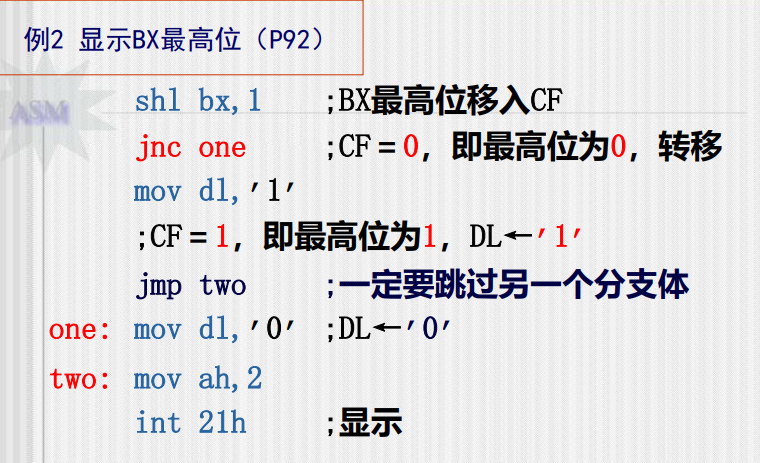 例2 显示BX最高位（P92）
shl bx,1 ;BX最高位移入CF
ASM
jnc one ;CF＝0，即最高位为0，转移
mov dl,′1′
;CF＝1，即最高位为1，DL←′1′
jmp two ;一定要跳过另一个分支体
one: mov dl,′0′ ;DL←′0′
two: mov ah,2
int 21h ;显示